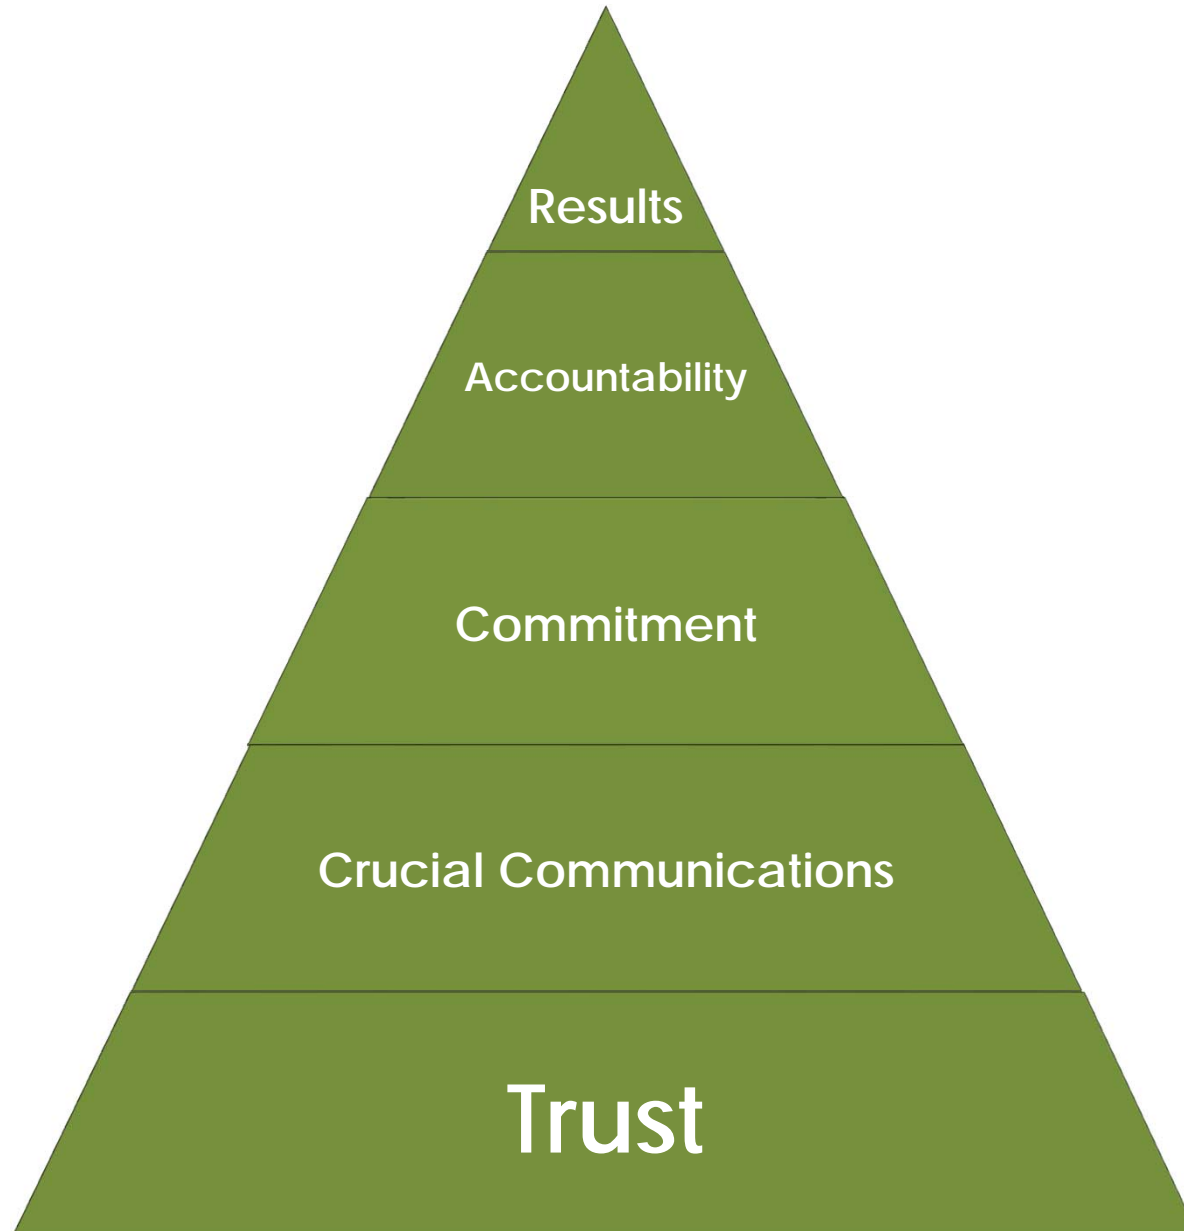 Results
Accountability
Commitment
Crucial Communications
Trust